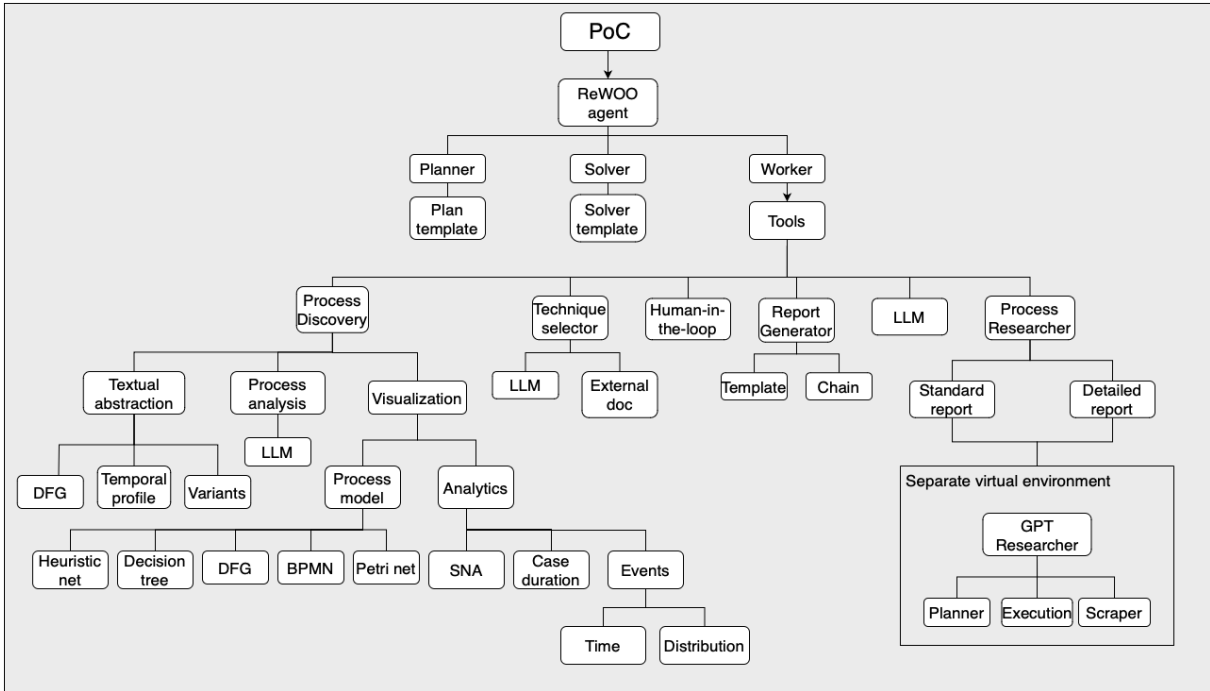 PoC
ReWOO
agent
Planner
Solver
Worker
Plan
template
Solver
template
Tools
Process
Discovery
Technique
selector
Human-in-
the-loop
Report
Generator
LLM
Process
Researcher
Textual
abstraction
Process
analysis
Visualization
LLM
External
doc
Template
Chain
Standard
report
Detailed
report
LLM
DFG
Temporal
profile
Variants
Process
model
Analytics
Separate virtual environment
GPT
Researcher
Heuristic
net
Decision
tree
DFG
BPMN
Petri net
SNA
Case
duration
Events
Planner
Execution
Scraper
Time
Distribution